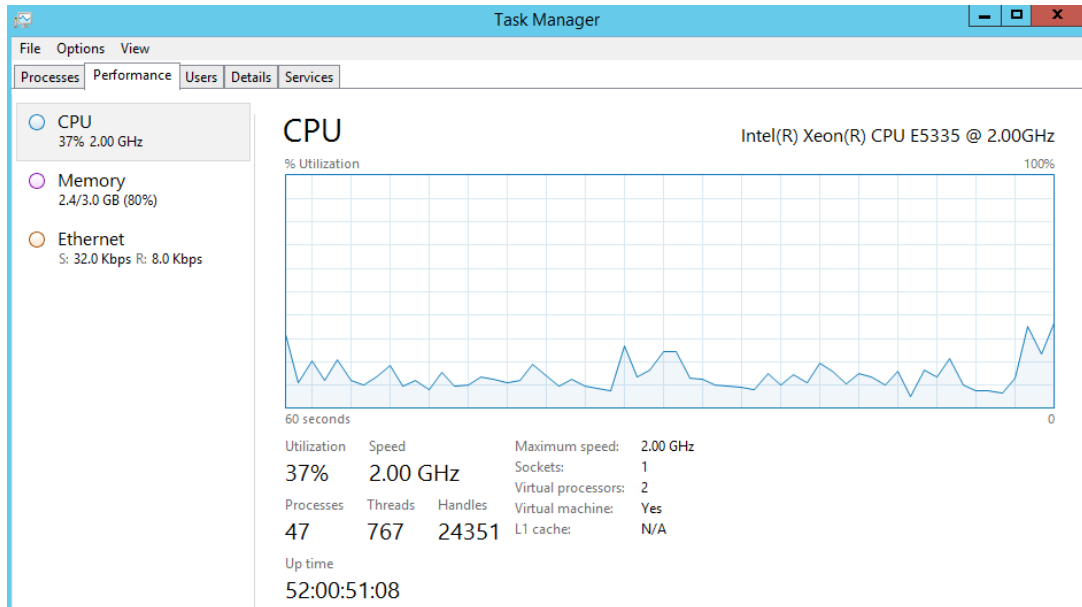 Task Manager
File Options View
Processes Performance Users Details Services
CPU
37% 2.00 GHz
Memory
2.4/3.0 GB (80%)
Ethernet
S: 32.0 Kbps R: 8.0 Kbps
CPU Intel(R) Xeon(R) CPU E5335 @ 2.00GHz
% Utilization 100%
60 seconds 0
Utilization Speed
37% 2.00 GHz
Processes Threads Handles
47 767 24351
Up time
52:00:51:08
Maximum speed: 2.00 GHz
Sockets: 1
Virtual processors: 2
Virtual machine: Yes
L1 cache: N/A